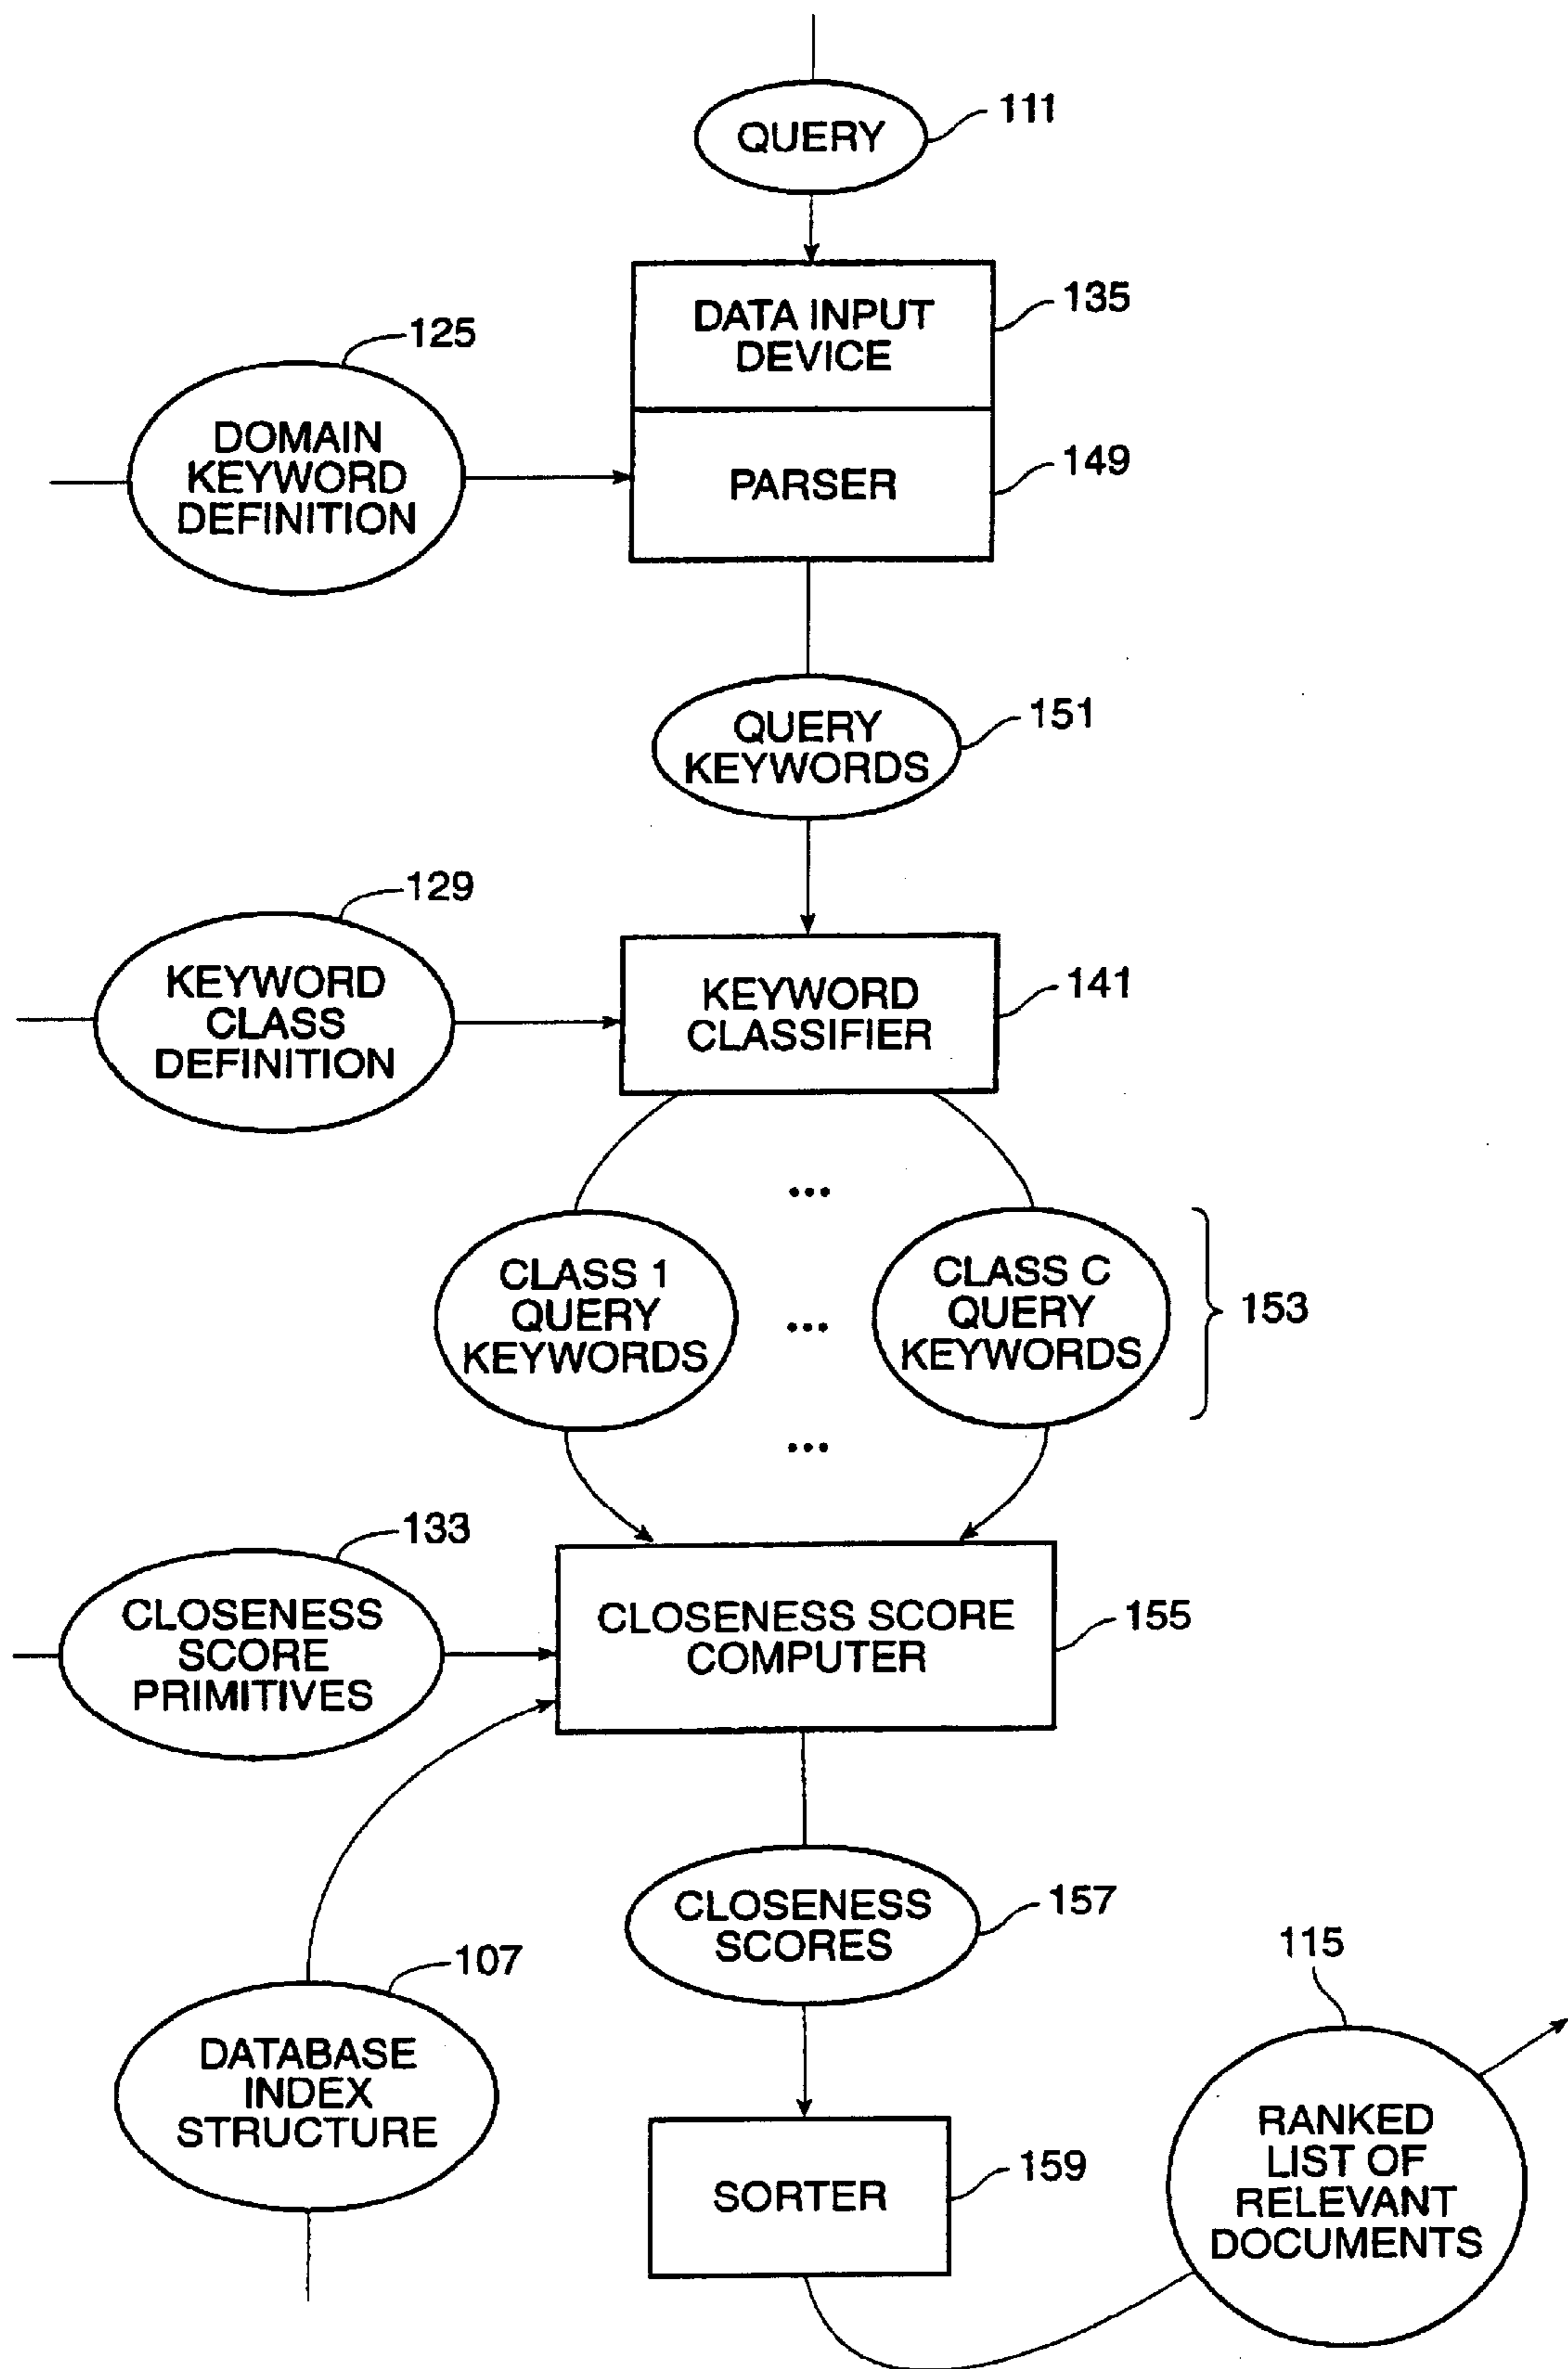 QUERY
111
DATA INPUT
DEVICE
135
125
DOMAIN
KEYWORD
DEFINITION
PARSER
149
QUERY
KEYWORDS
151
129
KEYWORD
CLASS
DEFINITION
KEYWORD
CLASSIFIER
141
...
CLASS 1
QUERY
KEYWORDS
...
CLASS C
QUERY
KEYWORDS
153
...
133
CLOSENESS
SCORE
PRIMITIVES
CLOSENESS SCORE
COMPUTER
155
CLOSENESS
SCORES
157
107
DATABASE
INDEX
STRUCTURE
115
RANKED
LIST OF
RELEVANT
DOCUMENTS
SORTER
159